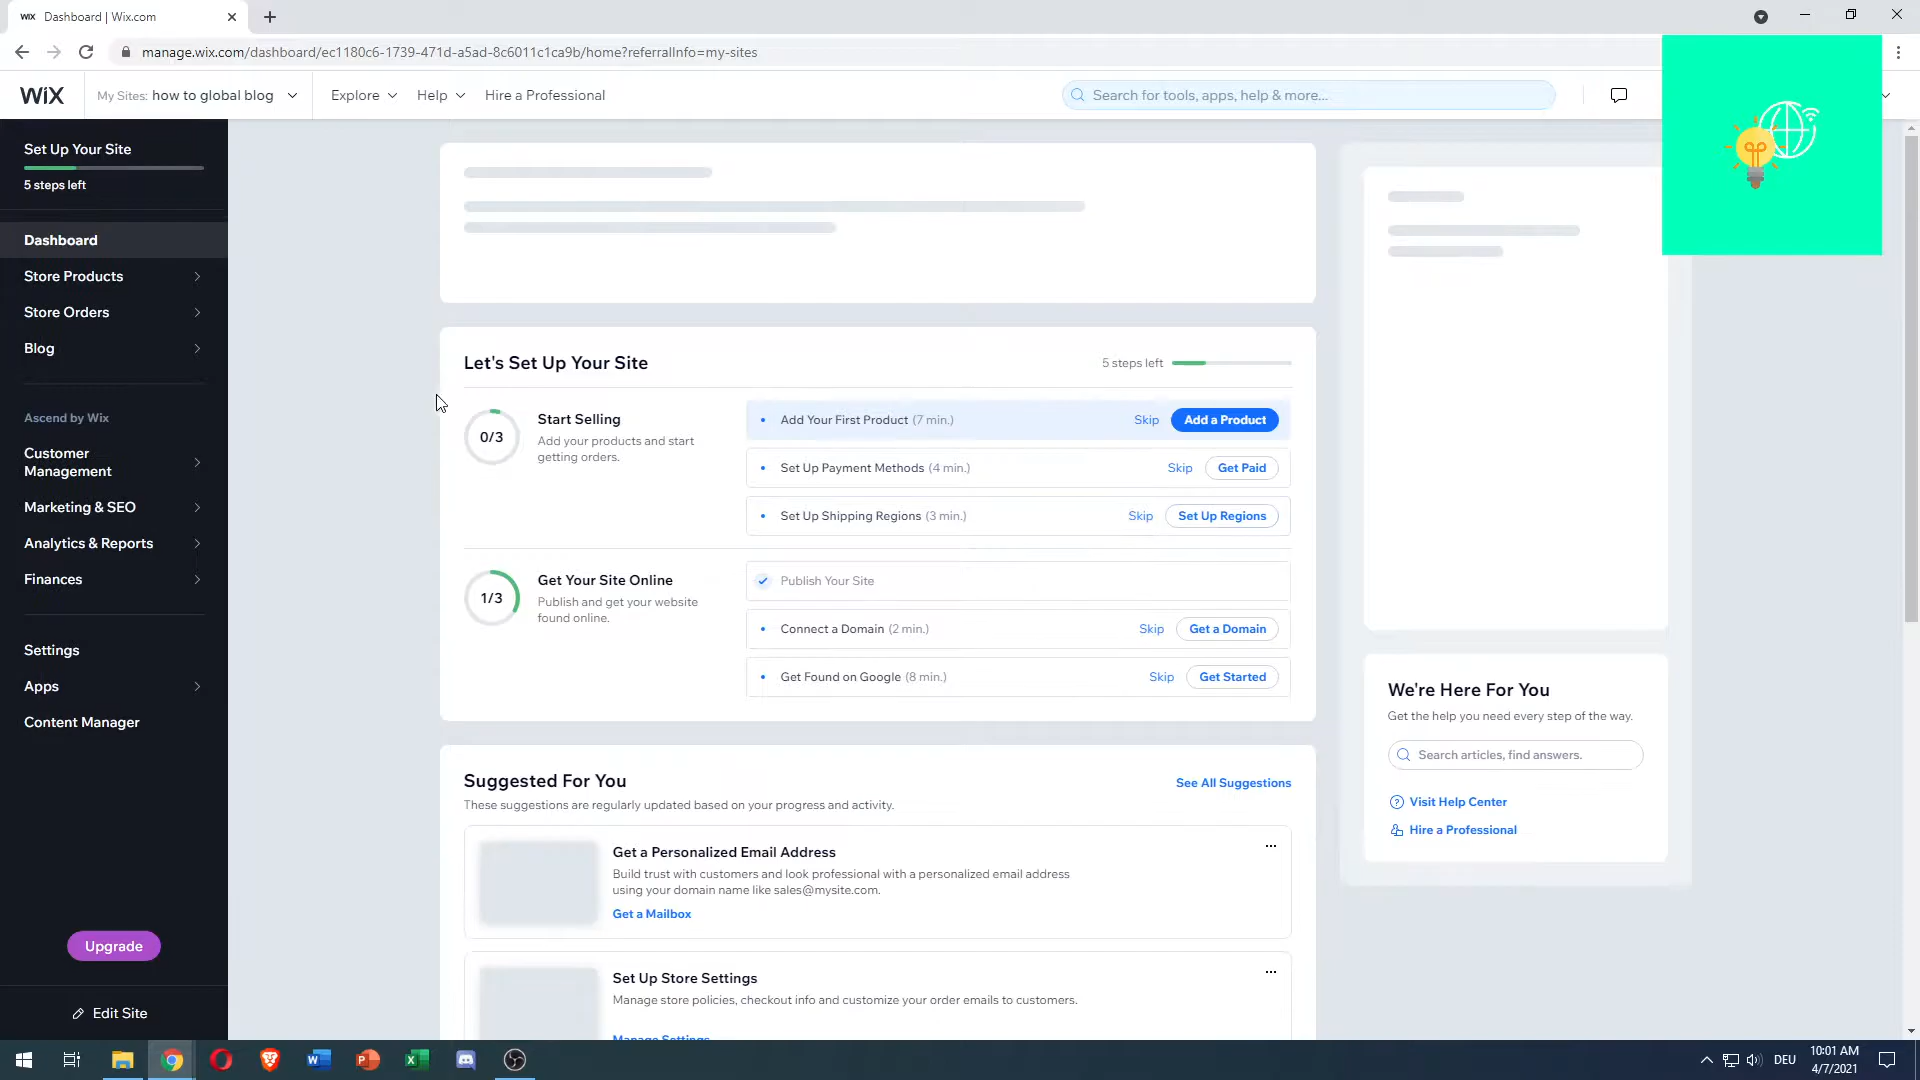 WIX Dashboard | Wix.com
manage.wix.com/dashboard/ec1180c6-1739-471d-a5ad-8c6011c1ca9b/home?referralInfo=my-sites
WiX
My Sites: how to global blog
Explore
Help
Hire a Professional
Search for tools, apps, help & more...
Set Up Your Site
5 steps left
Dashboard
Store Products
Store Orders
Blog
Ascend by Wix
Customer
Management
Marketing & SEO
Analytics & Reports
Finances
Settings
Apps
Content Manager
Upgrade
Edit Site
Let's Set Up Your Site
5 steps left
0/3
Start Selling
Add your products and start
getting orders.
Add Your First Product (7 min.)
Skip
Add a Product
Set Up Payment Methods (4 min.)
Skip
Get Paid
Set Up Shipping Regions (3 min.)
Skip
Set Up Regions
1/3
Get Your Site Online
Publish and get your website
found online.
Publish Your Site
Connect a Domain (2 min.)
Skip
Get a Domain
Get Found on Google (8 min.)
Skip
Get Started
Suggested For You
See All Suggestions
These suggestions are regularly updated based on your progress and activity.
Get a Personalized Email Address
Build trust with customers and look professional with a personalized email address
using your domain name like sales@mysite.com.
Get a Mailbox
Set Up Store Settings
Manage store policies, checkout info and customize your order emails to customers.
Manage Settings
We're Here For You
Get the help you need every step of the way.
Search articles, find answers.
Visit Help Center
Hire a Professional
DEU
10:01 AM
4/7/2021